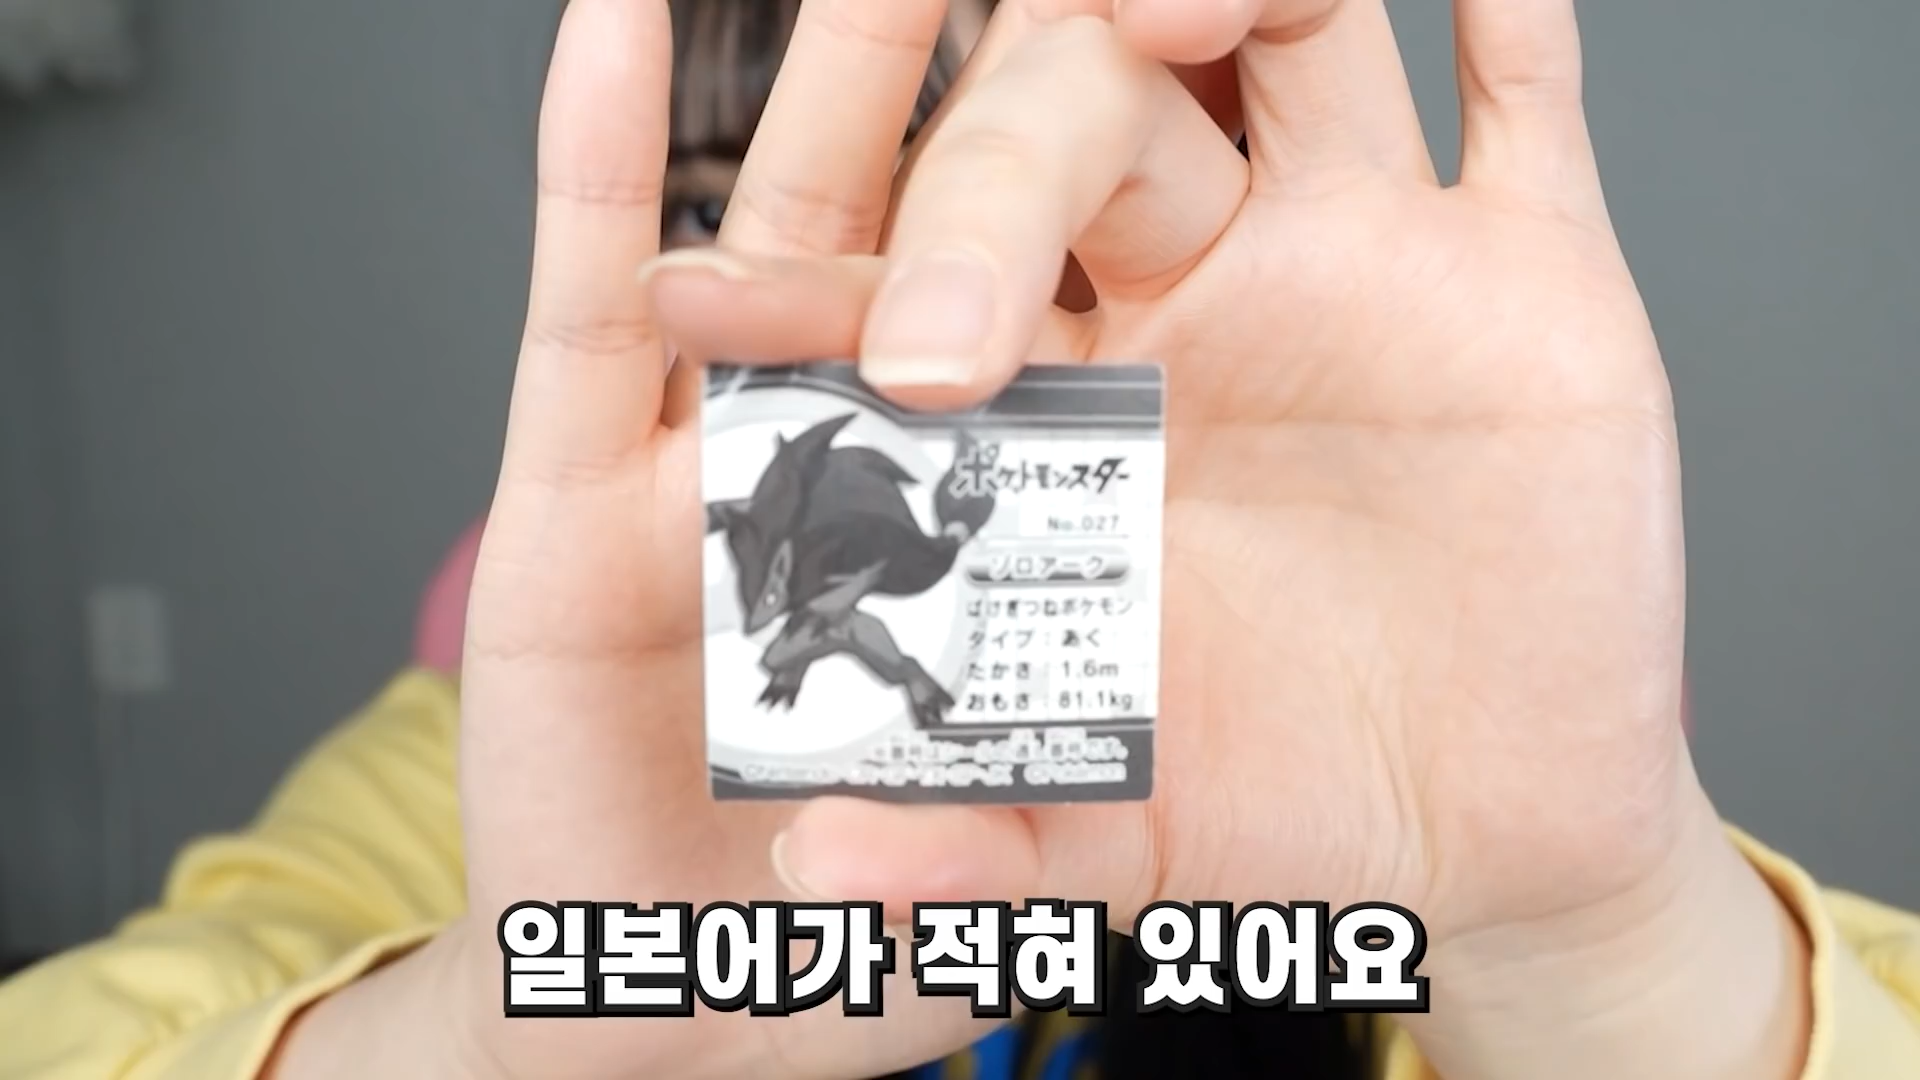 ポケットモンスター
No.027
ゾロアーク
ばけぎつねポケモン
タイプ：あく
たかさ：1.6m
おもさ：81.1kg
일본어가 적혀 있어요